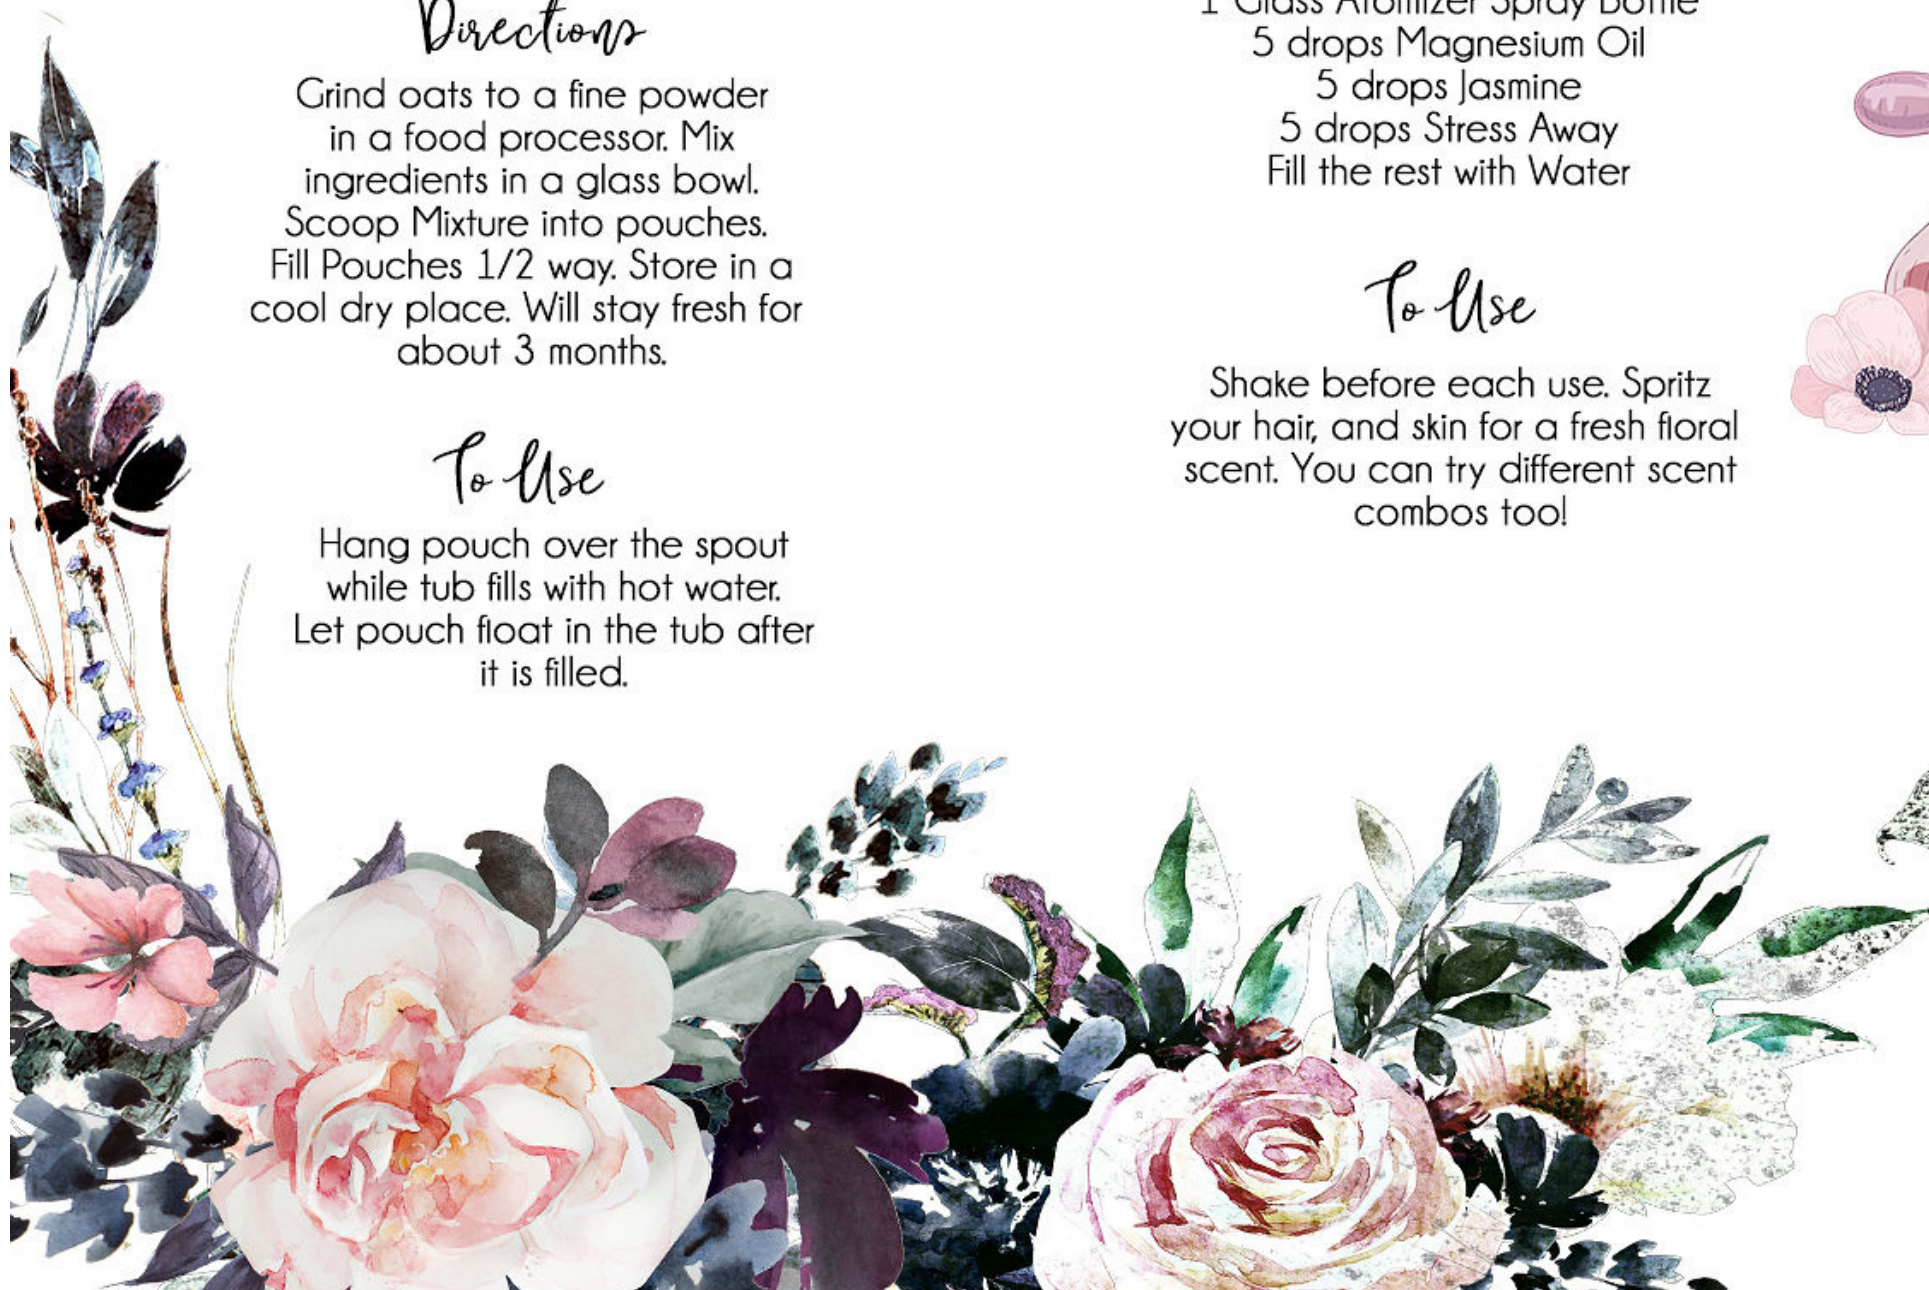 Directions
Grind oats to a fine powder
in a food processor. Mix
ingredients in a glass bowl.
Scoop Mixture into pouches.
Fill Pouches 1/2 way. Store in a
cool dry place. Will stay fresh for
about 3 months.
To Use
Hang pouch over the spout
while tub fills with hot water.
Let pouch float in the tub after
it is filled.
1 Glass Atomizer Spray Bottle
5 drops Magnesium Oil
5 drops Jasmine
5 drops Stress Away
Fill the rest with Water
To Use
Shake before each use. Spritz
your hair, and skin for a fresh floral
scent. You can try different scent
combos too!